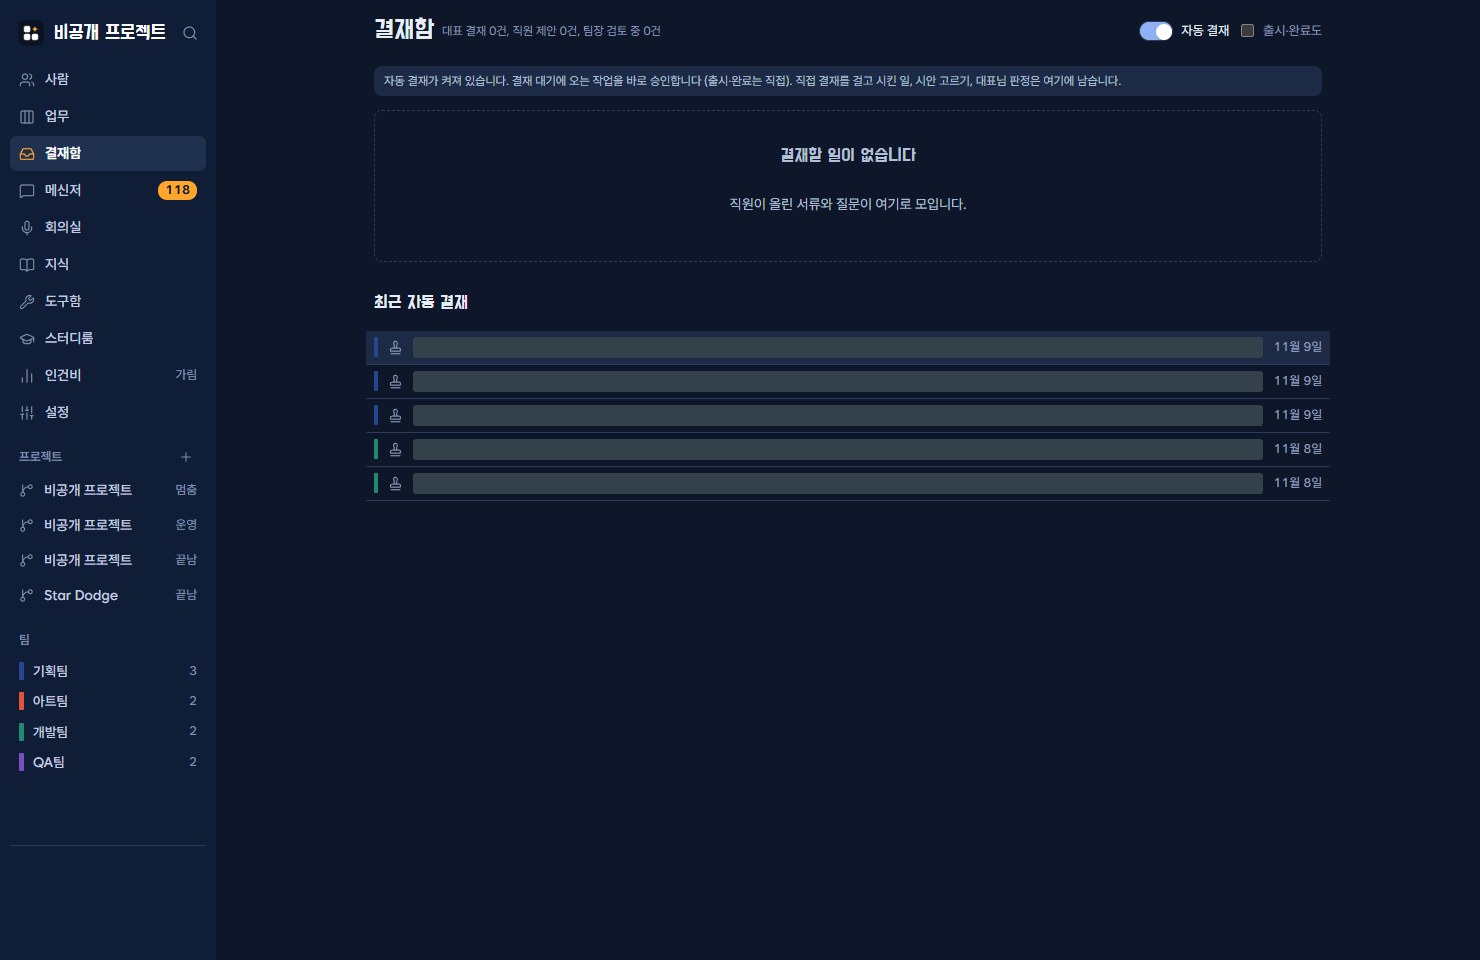 비공개 프로젝트
사람
업무
결재함
메신저 118
회의실
지식
도구함
스터디룸
인건비 가림
설정
프로젝트
비공개 프로젝트 멈춤
비공개 프로젝트 운영
비공개 프로젝트 끝남
Star Dodge 끝남
팀
기획팀 3
아트팀 2
개발팀 2
QA팀 2
결재함 대표 결재 0건, 직원 제안 0건, 팀장 검토 중 0건
자동 결재 출시·완료도
자동 결재가 켜져 있습니다. 결재 대기에 오는 작업을 바로 승인합니다 (출시·완료는 직접). 직접 결재를 걸고 시킨 일, 시안 고르기, 대표님 판정은 여기에 남습니다.
결재할 일이 없습니다
직원이 올린 서류와 질문이 여기로 모입니다.
최근 자동 결재
11월 9일
11월 9일
11월 9일
11월 8일
11월 8일